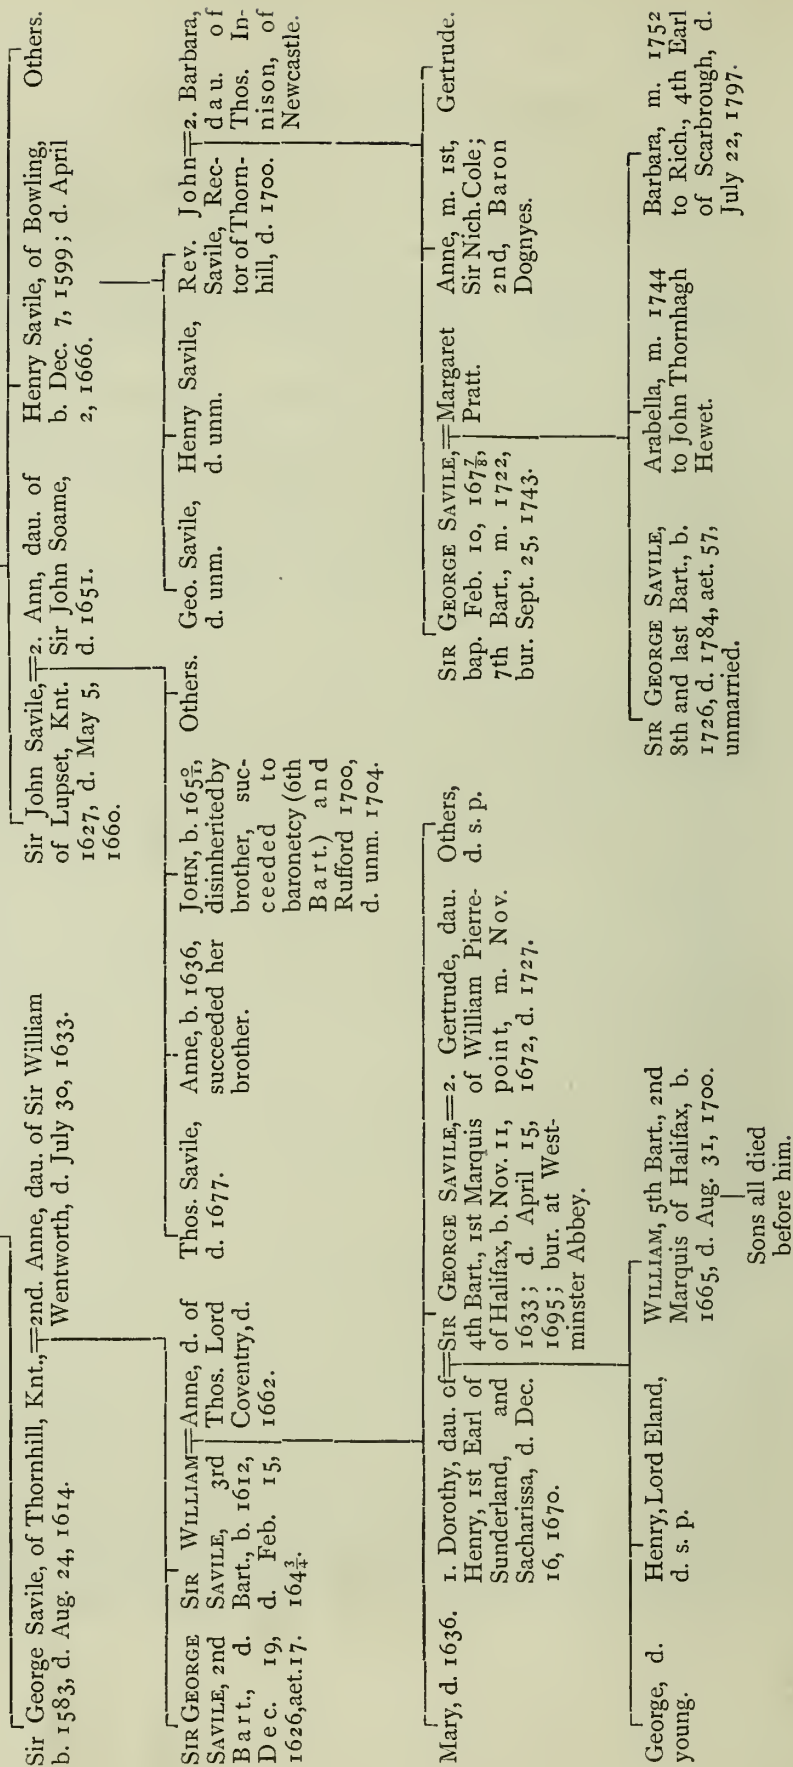 Sir George Savile, of Thornhill, Knt.,=2nd. Anne, dau. of Sir William
b. 1583, d. Aug. 24, 1614.
Wentworth, d. July 30, 1633.
Sir John Savile,=2. Ann, dau. of
of Lupset, Knt. Sir John Soame,
1627, d. May 5, d. 1651.
1660.
Henry Savile, of Bowling,
b. Dec. 7, 1599; d. April
2, 1666.
Others.
SIR GEORGE
SAVILE, 2nd
Bart., d.
Dec. 19,
1626, aet. 17.
SIR WILLIAM=Anne, d. of
SAVILE, 3rd Thos. Lord
Bart., b. 1612, Coventry, d.
d. Feb. 15, 1662.
164¾.
Thos. Savile,
d. 1677.
Anne, b. 1636,
succeeded her
brother.
JOHN, b. 165⁰⁄₁,
disinherited by
brother, suc-
ceeded to
baronetcy (6th
Bart.) and
Rufford 1700,
d. unm. 1704.
Others.
Geo. Savile,
d. unm.
Henry Savile,
d. unm.
Rev. John=2. Barbara,
Savile, Rec- dau. of
tor of Thorn- Thos. In-
hill, d. 1700. nison, of
Newcastle.
Mary, d. 1636.
1. Dorothy, dau. of=SIR GEORGE SAVILE,=2. Gertrude, dau.
Henry, 1st Earl of 4th Bart., 1st Marquis of William Pierre-
Sunderland, and of Halifax, b. Nov. 11, point, m. Nov.
Sacharissa, d. Dec. 1633; d. April 15, 1672, d. 1727.
16, 1670. 1695; bur. at West-
minster Abbey.
Others,
d. s. p.
SIR GEORGE SAVILE,=Margaret
bap. Feb. 10, 167⅞, Pratt.
7th Bart., m. 1722,
bur. Sept. 25, 1743.
Anne, m. 1st,
Sir Nich. Cole;
2nd, Baron
Dognyes.
Gertrude.
George, d.
young.
Henry, Lord Eland,
d. s. p.
WILLIAM, 5th Bart., 2nd
Marquis of Halifax, b.
1665, d. Aug. 31, 1700.
Sons all died
before him.
SIR GEORGE SAVILE,
8th and last Bart., b.
1726, d. 1784, aet. 57,
unmarried.
Arabella, m. 1744
to John Thornhagh
Hewet.
Barbara, m. 1752
to Rich., 4th Earl
of Scarbrough, d.
July 22, 1797.